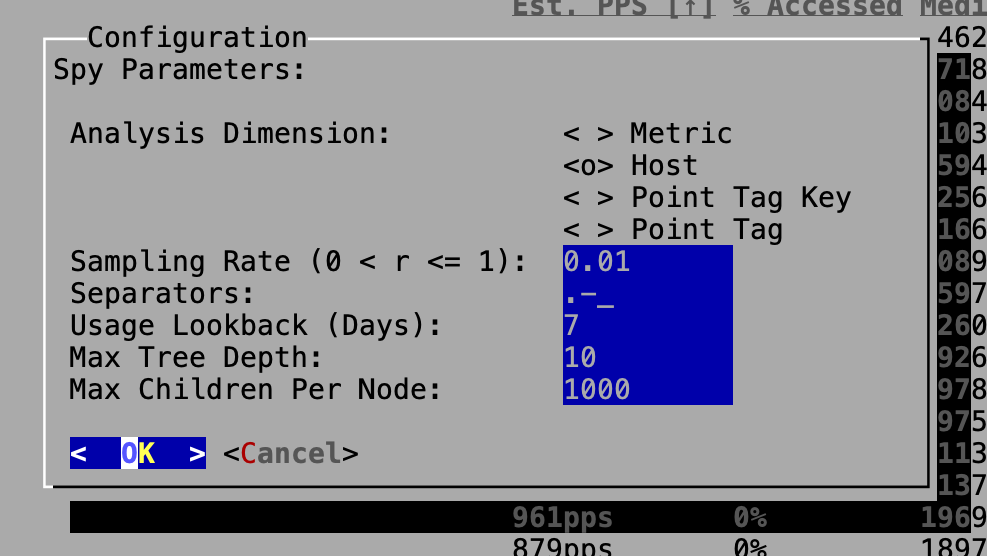 Est. PPS [↑] % Accessed Medi
Configuration 462
Spy Parameters: 718
084
Analysis Dimension: < > Metric 103
<o> Host 594
< > Point Tag Key 256
< > Point Tag 166
Sampling Rate (0 < r <= 1): 0.01 089
Separators: .-_ 597
Usage Lookback (Days): 7 260
Max Tree Depth: 10 926
Max Children Per Node: 1000 978
975
< OK > <Cancel> 113
137
961pps 0% 1969
879pps 0% 1897